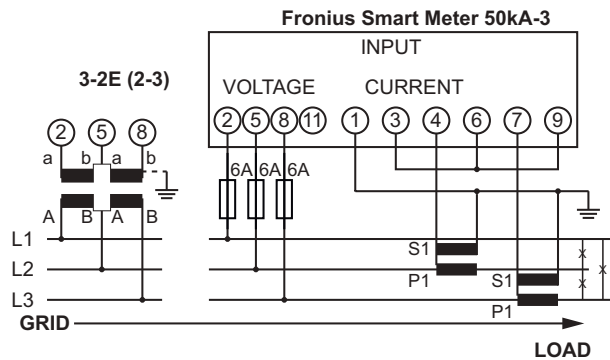 Fronius Smart Meter 50kA-3
INPUT
3-2E (2-3)
VOLTAGE CURRENT
2 5 8
2 5 8 11 1 3 4 6 7 9
a b a b
6A 6A 6A
A B A B
L1
S1
L2
P1
S1
L3
P1
x
x
x
GRID
LOAD